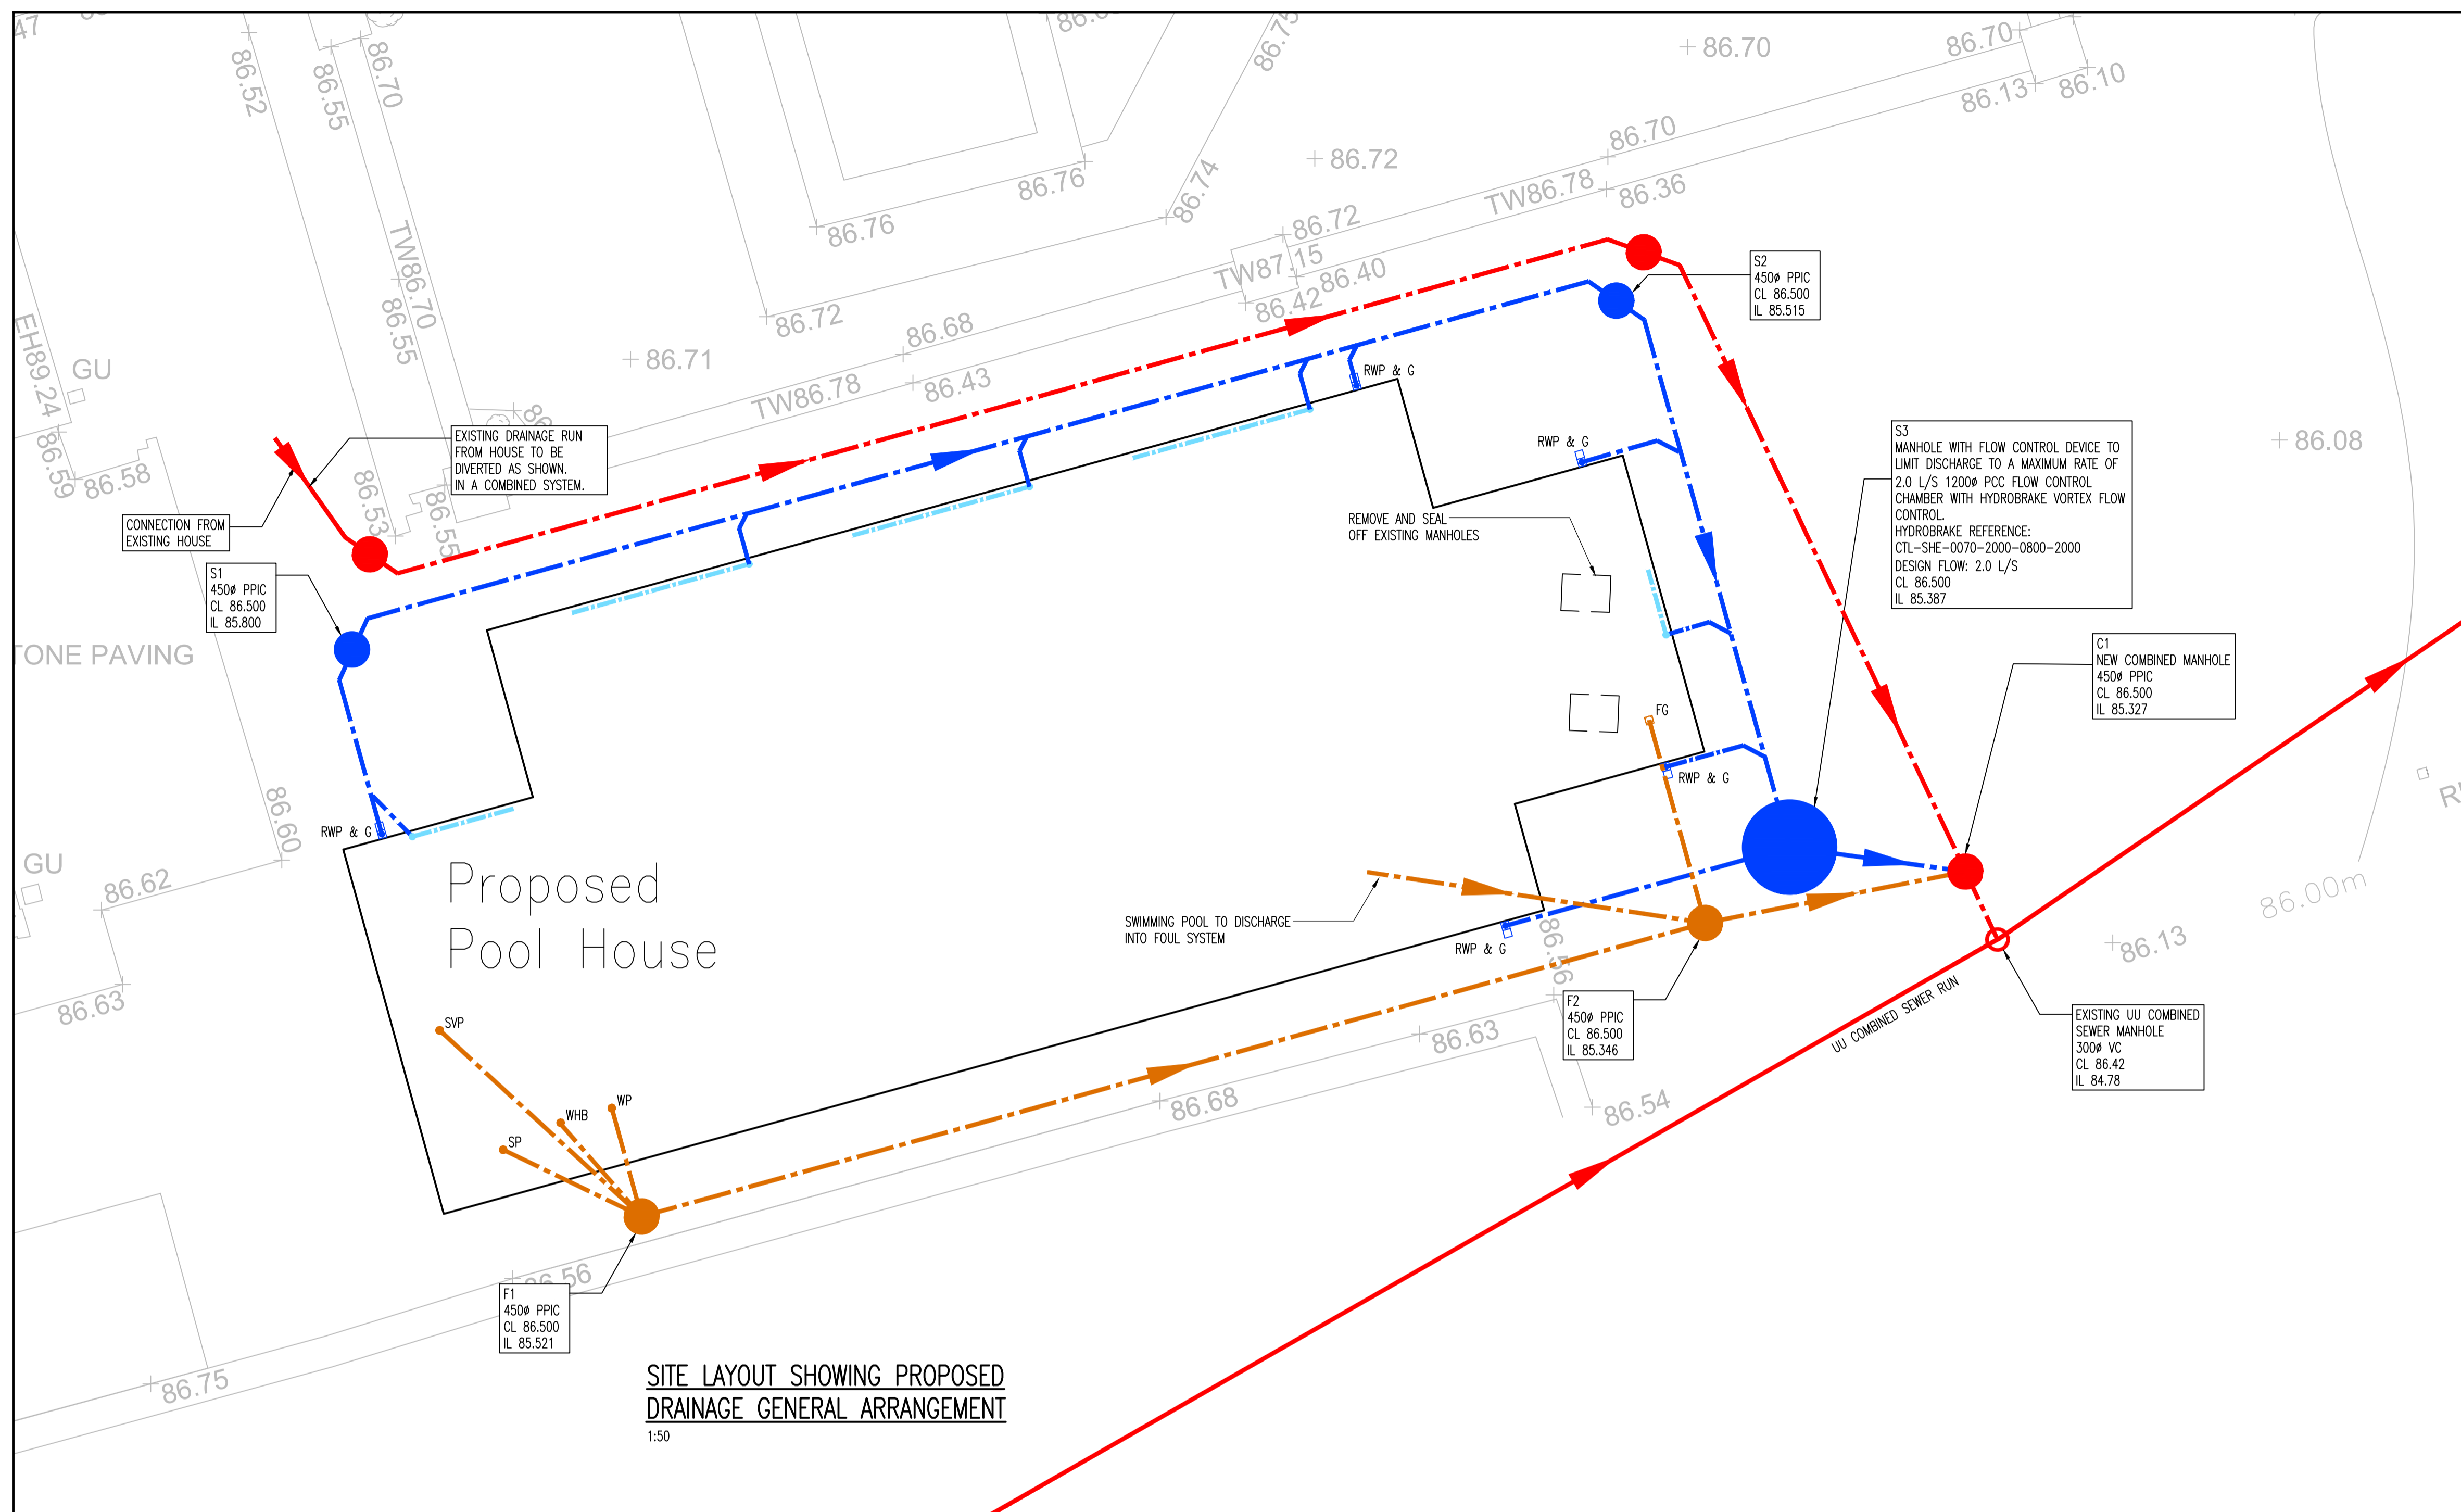 47
86.52
86.55
86.70
86.75
86.70
86.70
86.13
86.10
86.72
86.76
86.74
86.76
86.70
TW86.78
86.36
86.72
TW87.15
86.40
86.42
TW86.70
86.55
86.72
86.68
86.71
TW86.78
86.43
EH89.24
GU
86.59
86.58
86.53
86.55
86.08
S2
450ø PPIC
CL 86.500
IL 85.515
RWP & G
EXISTING DRAINAGE RUN
FROM HOUSE TO BE
DIVERTED AS SHOWN.
IN A COMBINED SYSTEM.
CONNECTION FROM
EXISTING HOUSE
S1
450ø PPIC
CL 86.500
IL 85.800
RWP & G
REMOVE AND SEAL
OFF EXISTING MANHOLES
S3
MANHOLE WITH FLOW CONTROL DEVICE TO
LIMIT DISCHARGE TO A MAXIMUM RATE OF
2.0 L/S 1200ø PCC FLOW CONTROL
CHAMBER WITH HYDROBRAKE VORTEX FLOW
CONTROL.
HYDROBRAKE REFERENCE:
CTL-SHE-0070-2000-0800-2000
DESIGN FLOW: 2.0 L/S
CL 86.500
IL 85.387
C1
NEW COMBINED MANHOLE
450ø PPIC
CL 86.500
IL 85.327
TONE PAVING
FG
RWP & G
86.60
RWP & G
GU
86.62
86.63
Proposed
Pool House
SWIMMING POOL TO DISCHARGE
INTO FOUL SYSTEM
RWP & G
86.56
86.00m
86.13
UU COMBINED SEWER RUN
F2
450ø PPIC
CL 86.500
IL 85.346
EXISTING UU COMBINED
SEWER MANHOLE
300ø VC
CL 86.42
IL 84.78
SVP
WP
WHB
SP
86.63
86.68
86.54
86.56
F1
450ø PPIC
CL 86.500
IL 85.521
86.75
SITE LAYOUT SHOWING PROPOSED
DRAINAGE GENERAL ARRANGEMENT
1:50